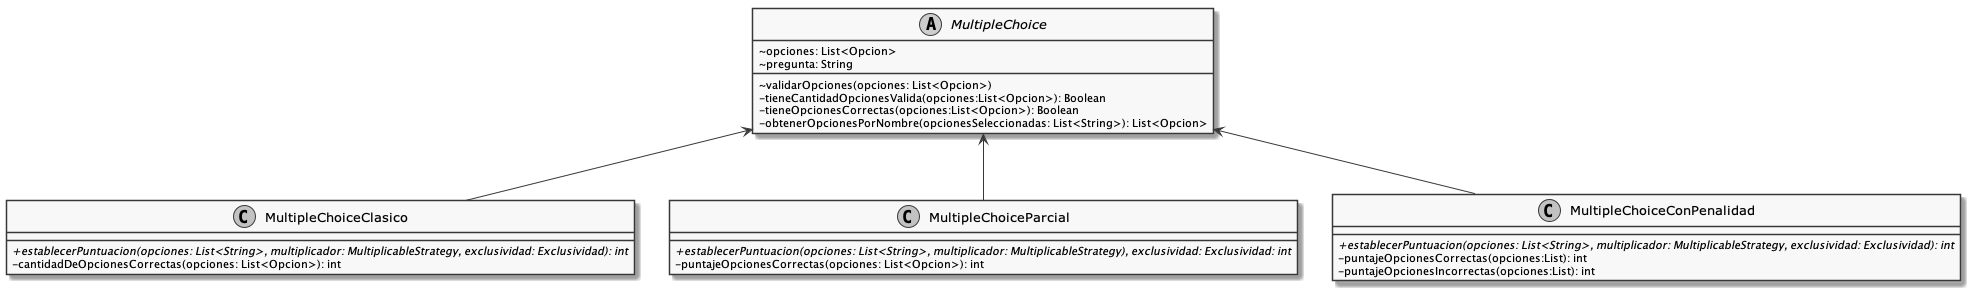 A MultipleChoice
~opciones: List<Opcion>
~pregunta: String
~validarOpciones(opciones: List<Opcion>)
-tieneCantidadOpcionesValida(opciones:List<Opcion>): Boolean
-tieneOpcionesCorrectas(opciones:List<Opcion>): Boolean
-obtenerOpcionesPorNombre(opcionesSeleccionadas: List<String>): List<Opcion>
C MultipleChoiceClasico
+establecerPuntuacion(opciones: List<String>, multiplicador: MultiplicableStrategy, exclusividad: Exclusividad): int
-cantidadDeOpcionesCorrectas(opciones: List<Opcion>): int
C MultipleChoiceParcial
+establecerPuntuacion(opciones: List<String>, multiplicador: MultiplicableStrategy), exclusividad: Exclusividad: int
-puntajeOpcionesCorrectas(opciones: List<Opcion>): int
C MultipleChoiceConPenalidad
+establecerPuntuacion(opciones: List<String>, multiplicador: MultiplicableStrategy, exclusividad: Exclusividad): int
-puntajeOpcionesCorrectas(opciones:List): int
-puntajeOpcionesIncorrectas(opciones:List): int